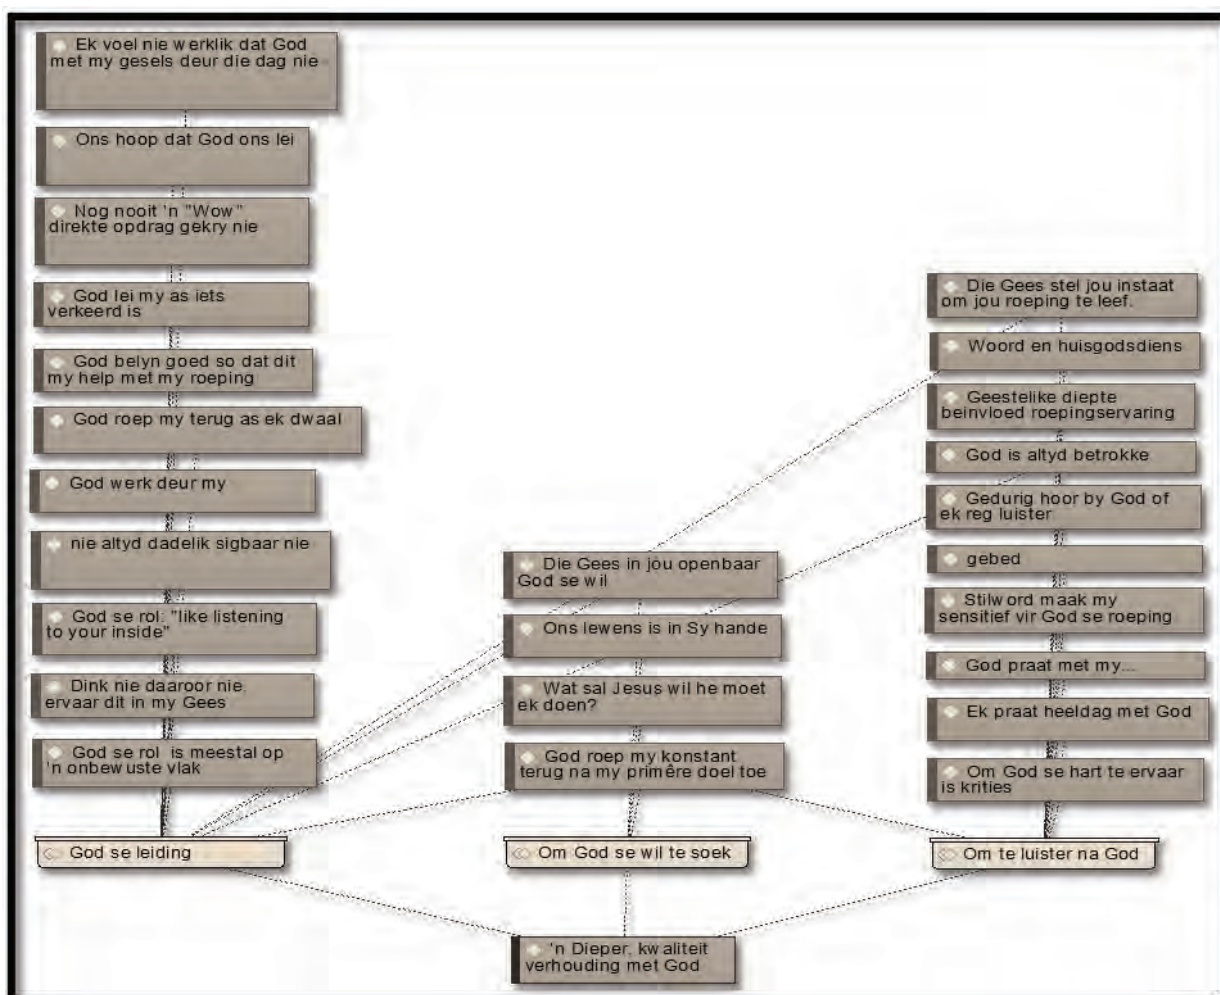 Ek voel nie werklik dat God
met my gesels deur die dag nie
Ons hoop dat God ons lei
Nog nooit 'n "Wow"
direkte opdrag gekry nie
God lei my as iets
verkeerd is
God belyn goed so dat dit
my help met my roeping
God roep my terug as ek dwaal
God werk deur my
nie altyd dadelik sigbaar nie
God se rol: "like listening
to your inside"
Dink nie daaroor nie,
ervaar dit in my Gees
God se rol is meestal op
'n onbewuste vlak
God se leiding
Die Gees in jou openbaar
God se wil
Ons lewens is in Sy hande
Wat sal Jesus wil he moet
ek doen?
God roep my konstant
terug na my primêre doel toe
Om God se wil te soek
Die Gees stel jou instaat
om jou roeping te leef.
Woord en huisgodsdiens
Geestelike diepte
beinvloed roepingservaring
God is altyd betrokke
Gedurig hoor by God of
ek reg luister
gebed
Stilword maak my
sensitief vir God se roeping
God praat met my...
Ek praat heeldag met God
Om God se hart te ervaar
is krities
Om te luister na God
'n Dieper, kwaliteit
verhouding met God